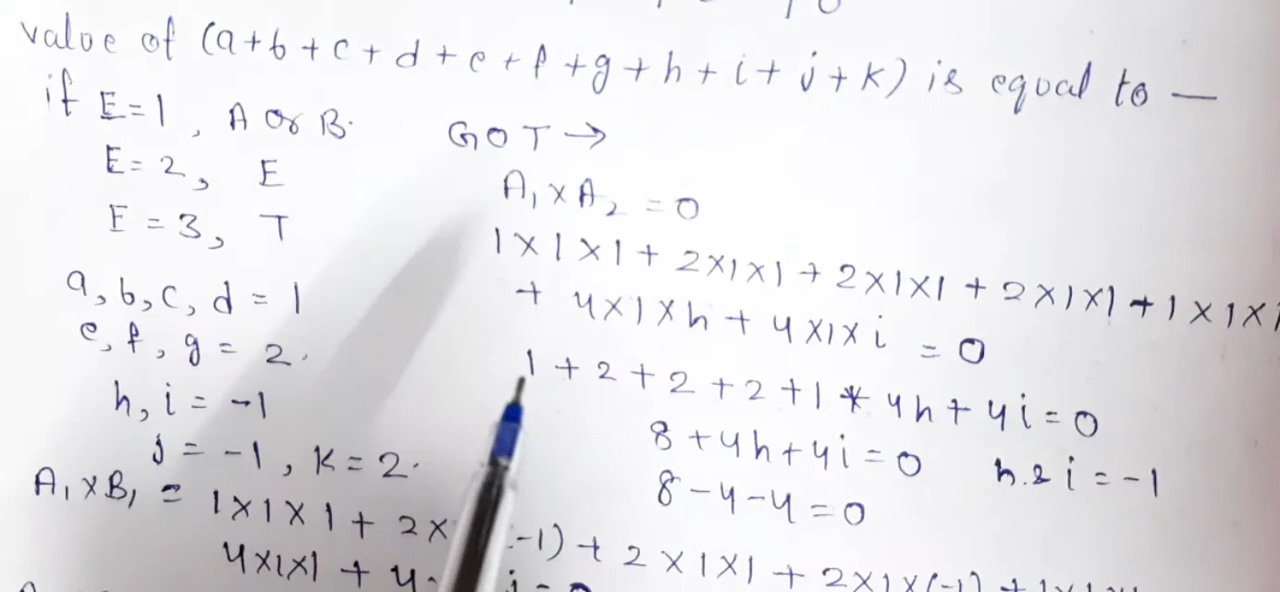 value of (a+b+c+d+e+f+g+h+i+j+k) is equal to —
if E=1, A or B.
E=2, E
E=3, T
a,b,c,d = 1
e,f,g = 2.
h,i = -1
j = -1, K=2.
GOT →
A₁ × A₂ = 0
1×1×1 + 2×1×1 + 2×1×1 + 2×1×1 + 1×1×1
+ 4×1×h + 4×1×i = 0
1+2+2+2+1+4h+4i=0
8+4h+4i=0 h.&i=-1
8-4-4=0
A₁×B₁ = 1×1×1 + 2× -1) + 2×1×1 + 2×1×(-1) + 1×1×
4×1×1 + 4.